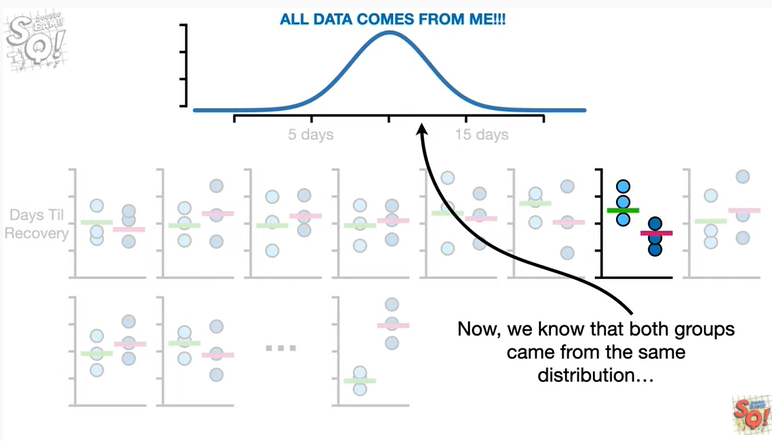 ALL DATA COMES FROM ME!!!
5 days
15 days
Days Til
Recovery
...
Now, we know that both groups
came from the same
distribution…